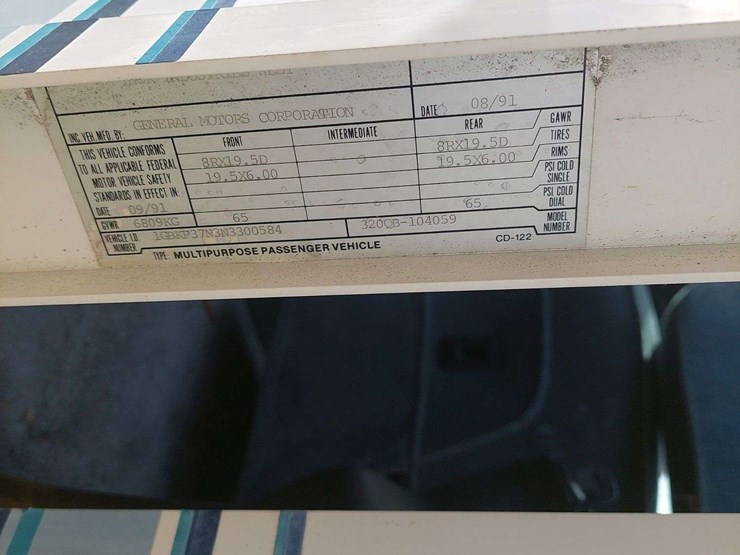 INDUSTRIES WEST
INC. VEH. MFD. BY: GENERAL MOTORS CORPORATION DATE 08/91
THIS VEHICLE CONFORMS
TO ALL APPLICABLE FEDERAL
MOTOR VEHICLE SAFETY
STANDARDS IN EFFECT IN:
DATE 09/91
FRONT INTERMEDIATE REAR GAWR
8RX19.5D 8RX19.5D TIRES
19.5X6.00 19.5X6.00 RIMS
PSI COLD SINGLE
65 65 PSI COLD DUAL
GVWR 6809KG
VEHICLE I.D. NUMBER 1GBKP37N3N3300584 320QB-104059 MODEL NUMBER
TYPE: MULTIPURPOSE PASSENGER VEHICLE CD-122